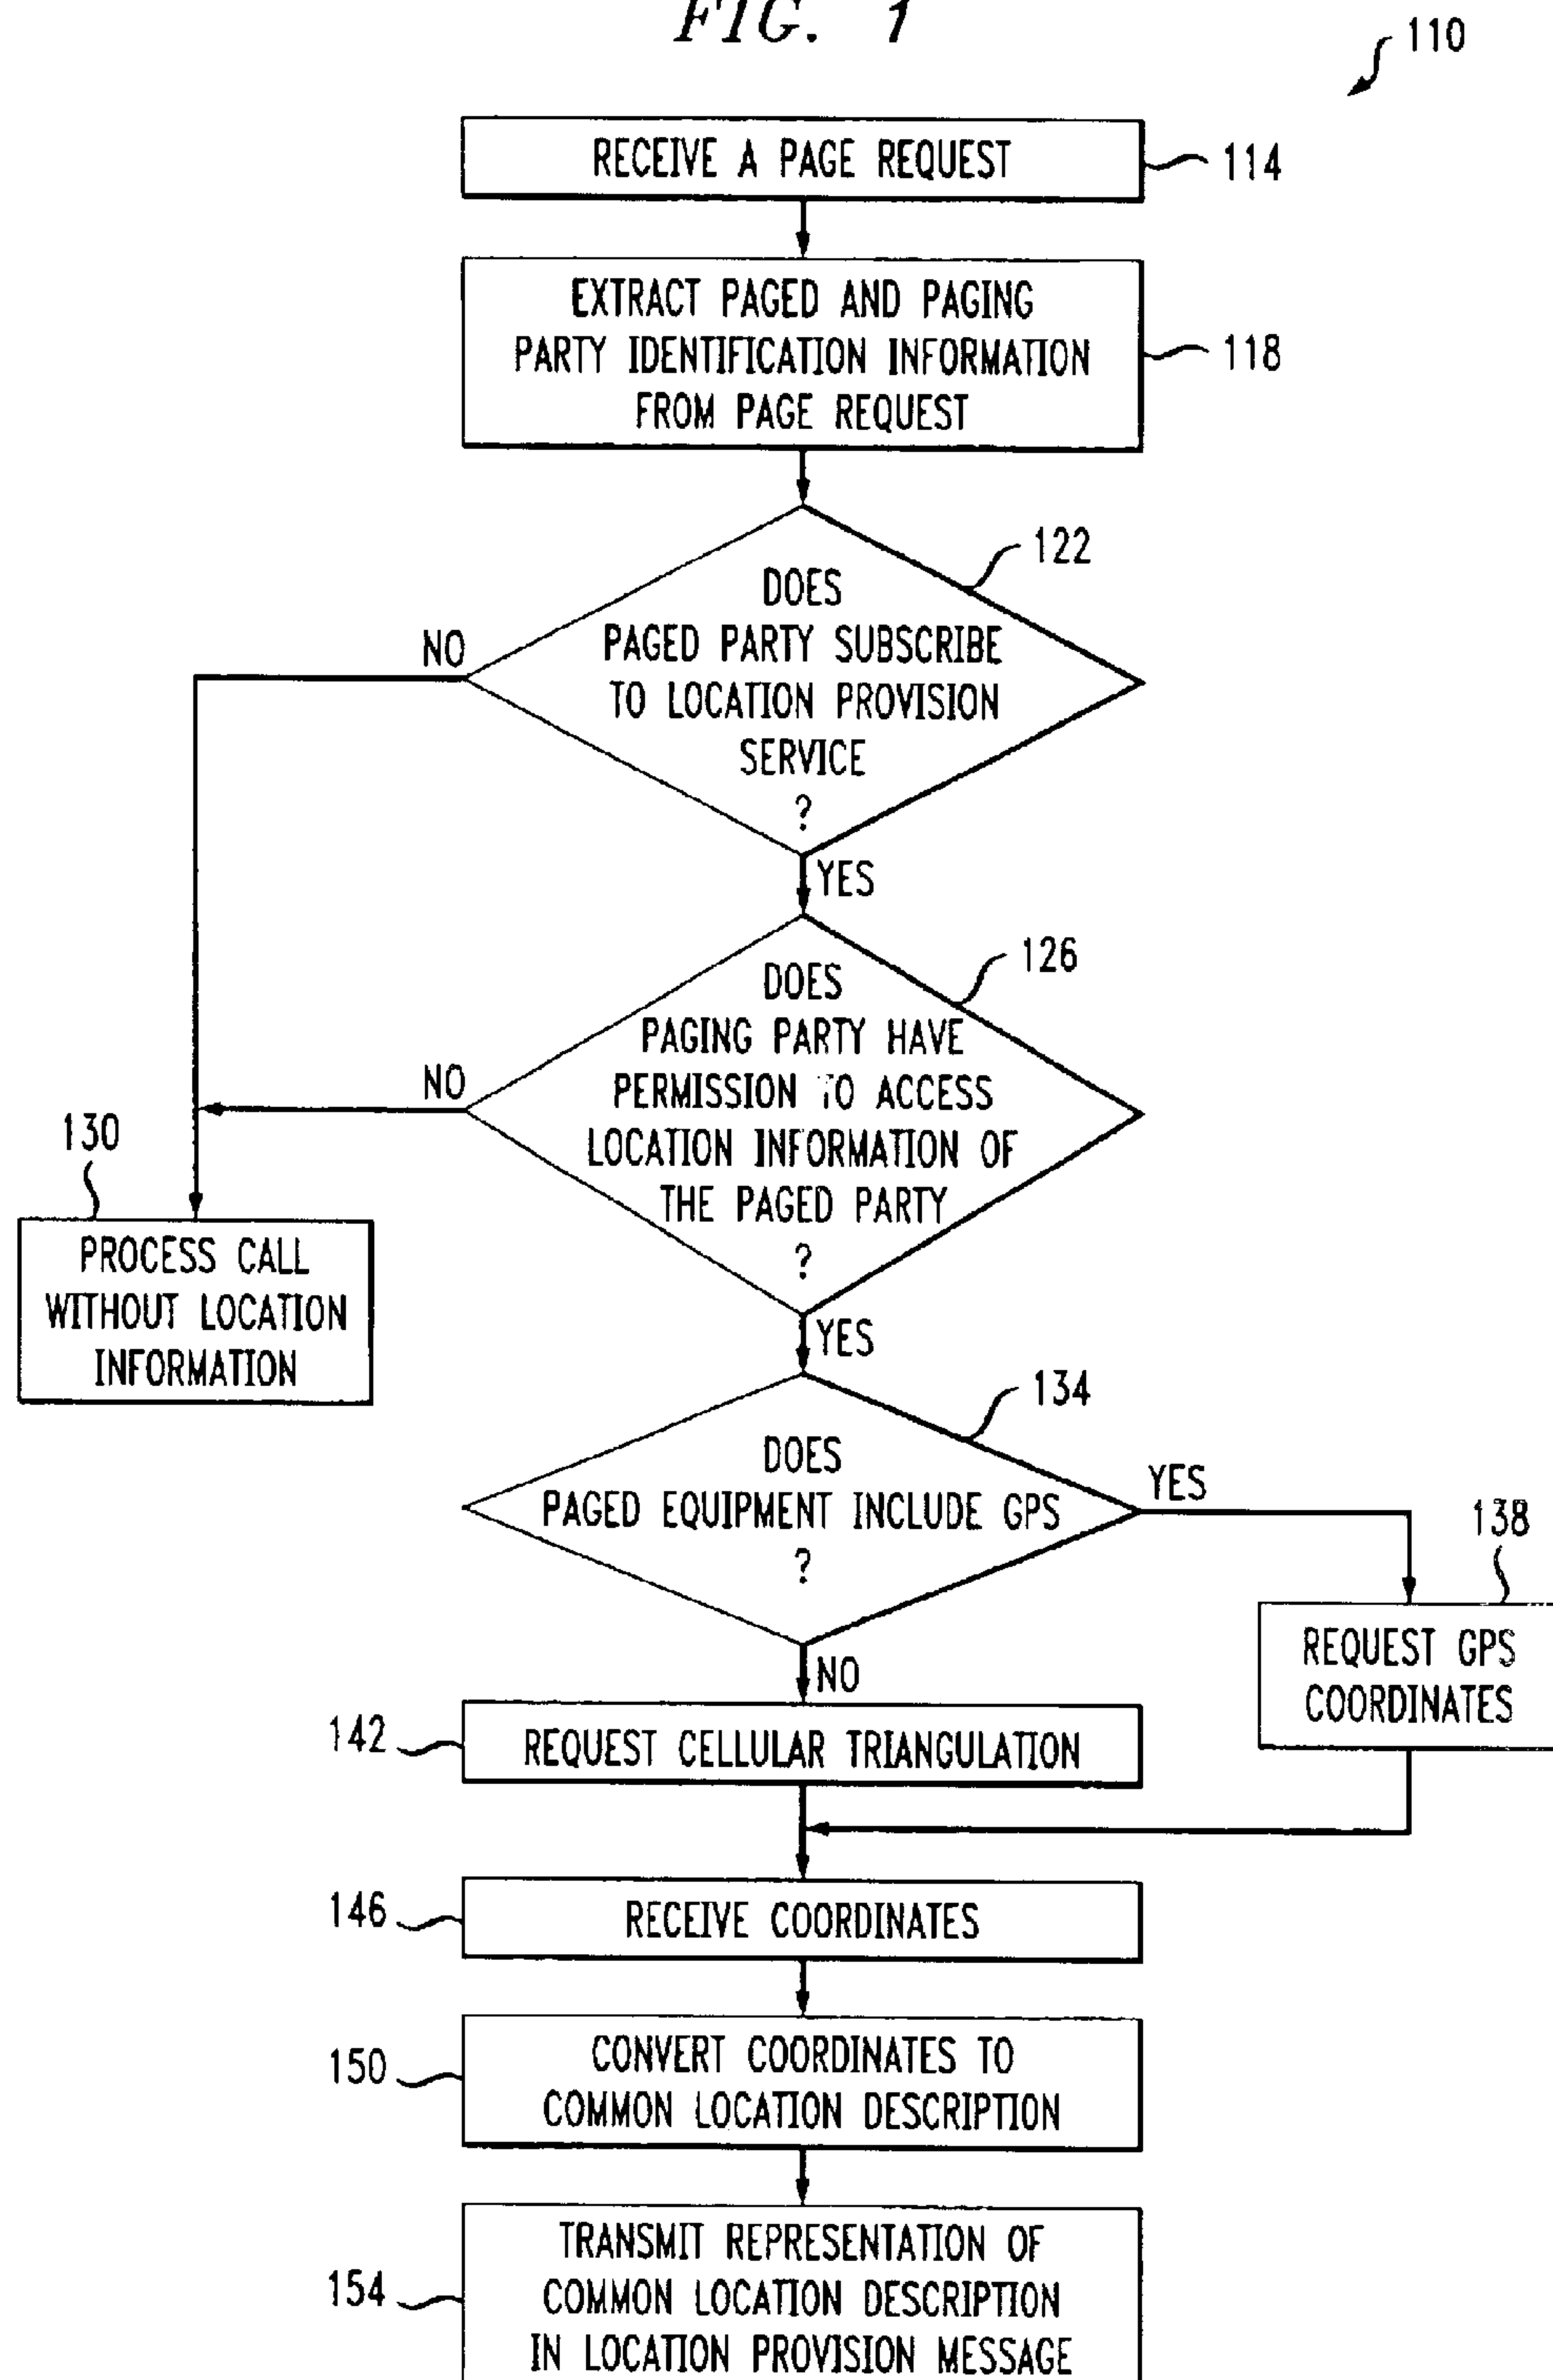 FIG. 1
110
RECEIVE A PAGE REQUEST
114
EXTRACT PAGED AND PAGING
PARTY IDENTIFICATION INFORMATION
FROM PAGE REQUEST
118
122
DOES
PAGED PARTY SUBSCRIBE
TO LOCATION PROVISION
SERVICE
?
NO
YES
126
DOES
PAGING PARTY HAVE
PERMISSION TO ACCESS
LOCATION INFORMATION OF
THE PAGED PARTY
?
NO
YES
130
PROCESS CALL
WITHOUT LOCATION
INFORMATION
134
DOES
PAGED EQUIPMENT INCLUDE GPS
?
YES
NO
138
REQUEST GPS
COORDINATES
142
REQUEST CELLULAR TRIANGULATION
146
RECEIVE COORDINATES
150
CONVERT COORDINATES TO
COMMON LOCATION DESCRIPTION
154
TRANSMIT REPRESENTATION OF
COMMON LOCATION DESCRIPTION
IN LOCATION PROVISION MESSAGE